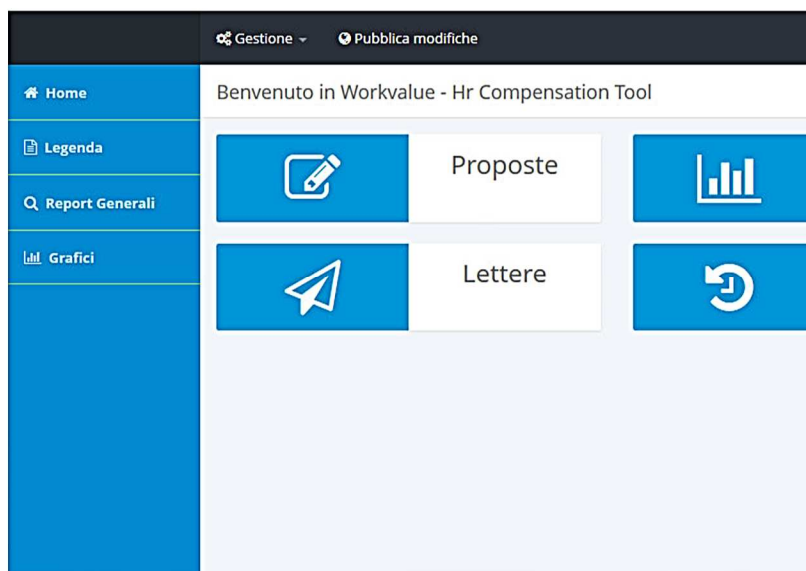 Gestione
Pubblica modifiche
Home
Benvenuto in Workvalue - Hr Compensation Tool
Legenda
Report Generali
Grafici
Proposte
Lettere